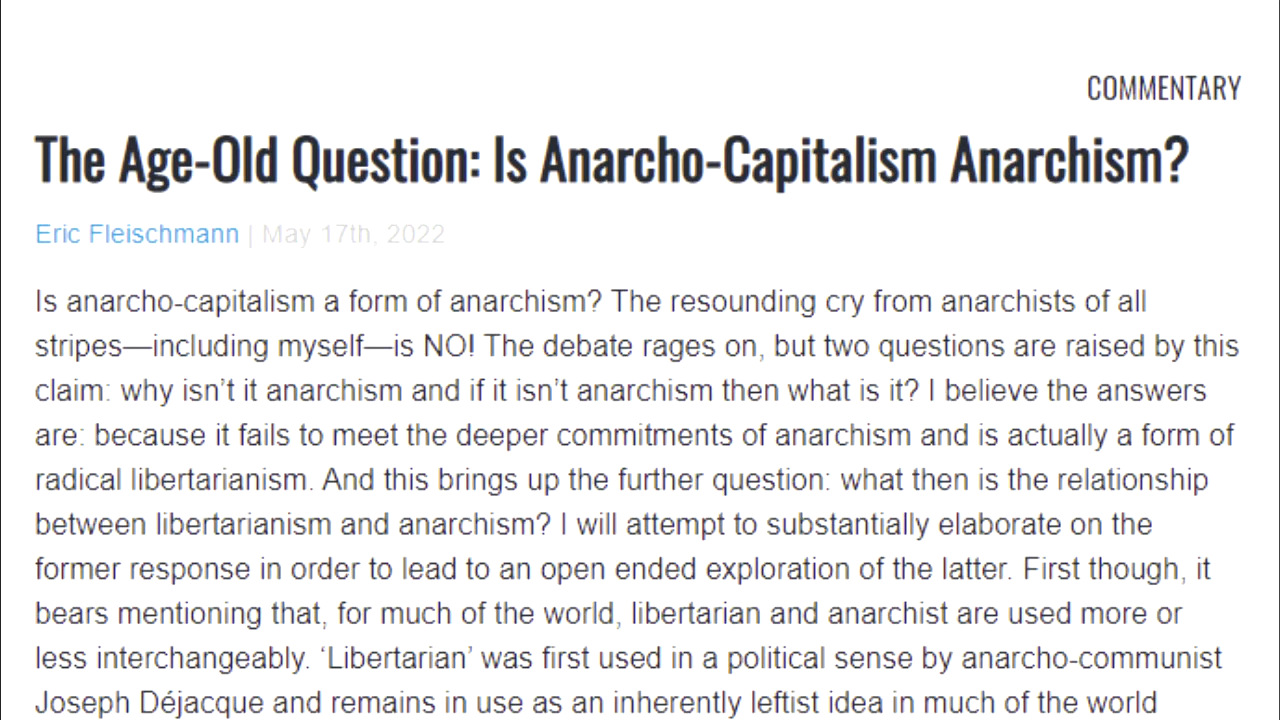 COMMENTARY
The Age-Old Question: Is Anarcho-Capitalism Anarchism?
Eric Fleischmann | May 17th, 2022
Is anarcho-capitalism a form of anarchism? The resounding cry from anarchists of all
stripes—including myself—is NO! The debate rages on, but two questions are raised by this
claim: why isn’t it anarchism and if it isn’t anarchism then what is it? I believe the answers
are: because it fails to meet the deeper commitments of anarchism and is actually a form of
radical libertarianism. And this brings up the further question: what then is the relationship
between libertarianism and anarchism? I will attempt to substantially elaborate on the
former response in order to lead to an open ended exploration of the latter. First though, it
bears mentioning that, for much of the world, libertarian and anarchist are used more or
less interchangeably. ‘Libertarian’ was first used in a political sense by anarcho-communist
Joseph Déjacque and remains in use as an inherently leftist idea in much of the world